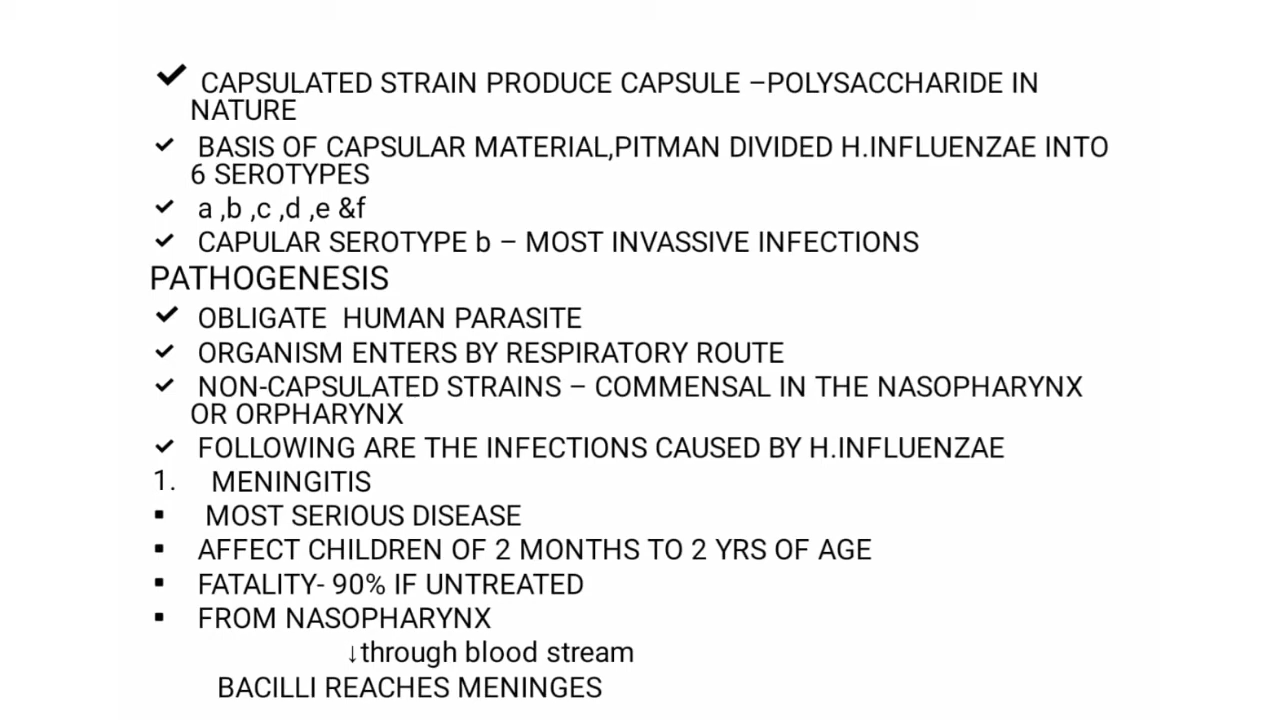 ✔ CAPSULATED STRAIN PRODUCE CAPSULE –POLYSACCHARIDE IN
NATURE
✔ BASIS OF CAPSULAR MATERIAL,PITMAN DIVIDED H.INFLUENZAE INTO
6 SEROTYPES
✔ a ,b ,c ,d ,e &f
✔ CAPULAR SEROTYPE b – MOST INVASSIVE INFECTIONS
PATHOGENESIS
✔ OBLIGATE HUMAN PARASITE
✔ ORGANISM ENTERS BY RESPIRATORY ROUTE
✔ NON-CAPSULATED STRAINS – COMMENSAL IN THE NASOPHARYNX
OR ORPHARYNX
✔ FOLLOWING ARE THE INFECTIONS CAUSED BY H.INFLUENZAE
1. MENINGITIS
▪ MOST SERIOUS DISEASE
▪ AFFECT CHILDREN OF 2 MONTHS TO 2 YRS OF AGE
▪ FATALITY- 90% IF UNTREATED
▪ FROM NASOPHARYNX
↓through blood stream
BACILLI REACHES MENINGES